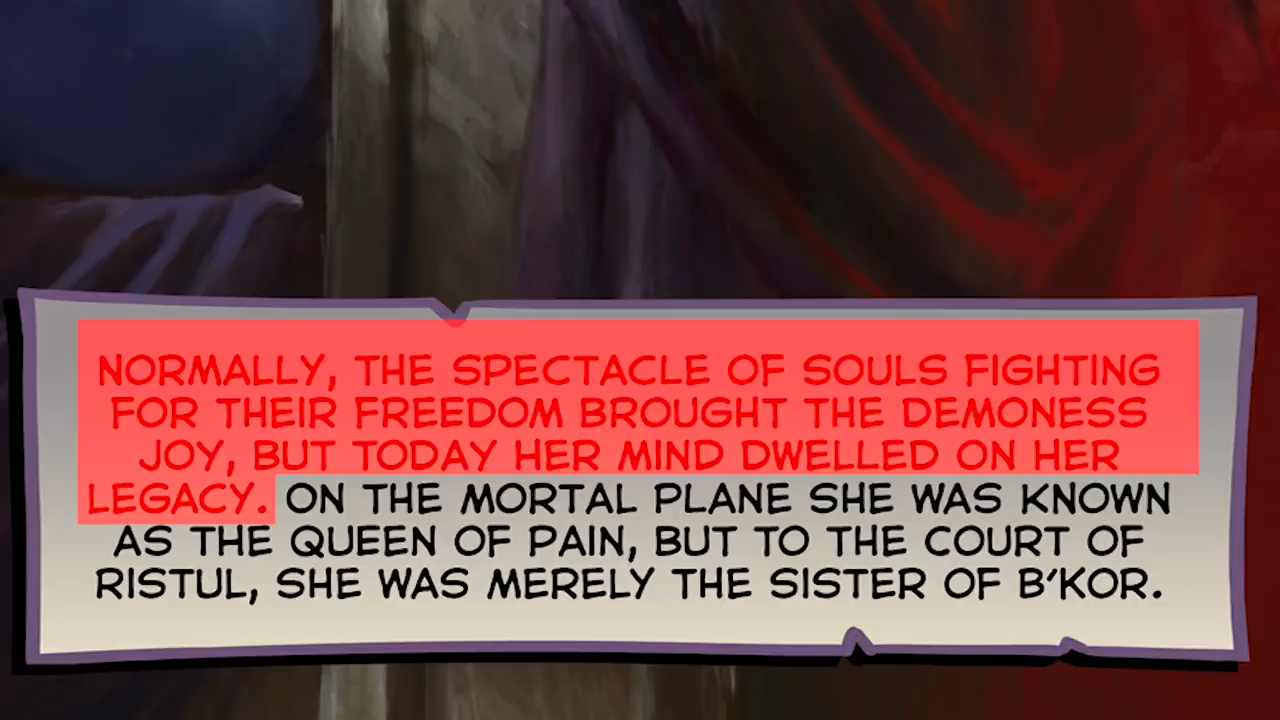 NORMALLY, THE SPECTACLE OF SOULS FIGHTING
FOR THEIR FREEDOM BROUGHT THE DEMONESS
JOY, BUT TODAY HER MIND DWELLED ON HER
LEGACY. ON THE MORTAL PLANE SHE WAS KNOWN
AS THE QUEEN OF PAIN, BUT TO THE COURT OF
RISTUL, SHE WAS MERELY THE SISTER OF B'KOR.